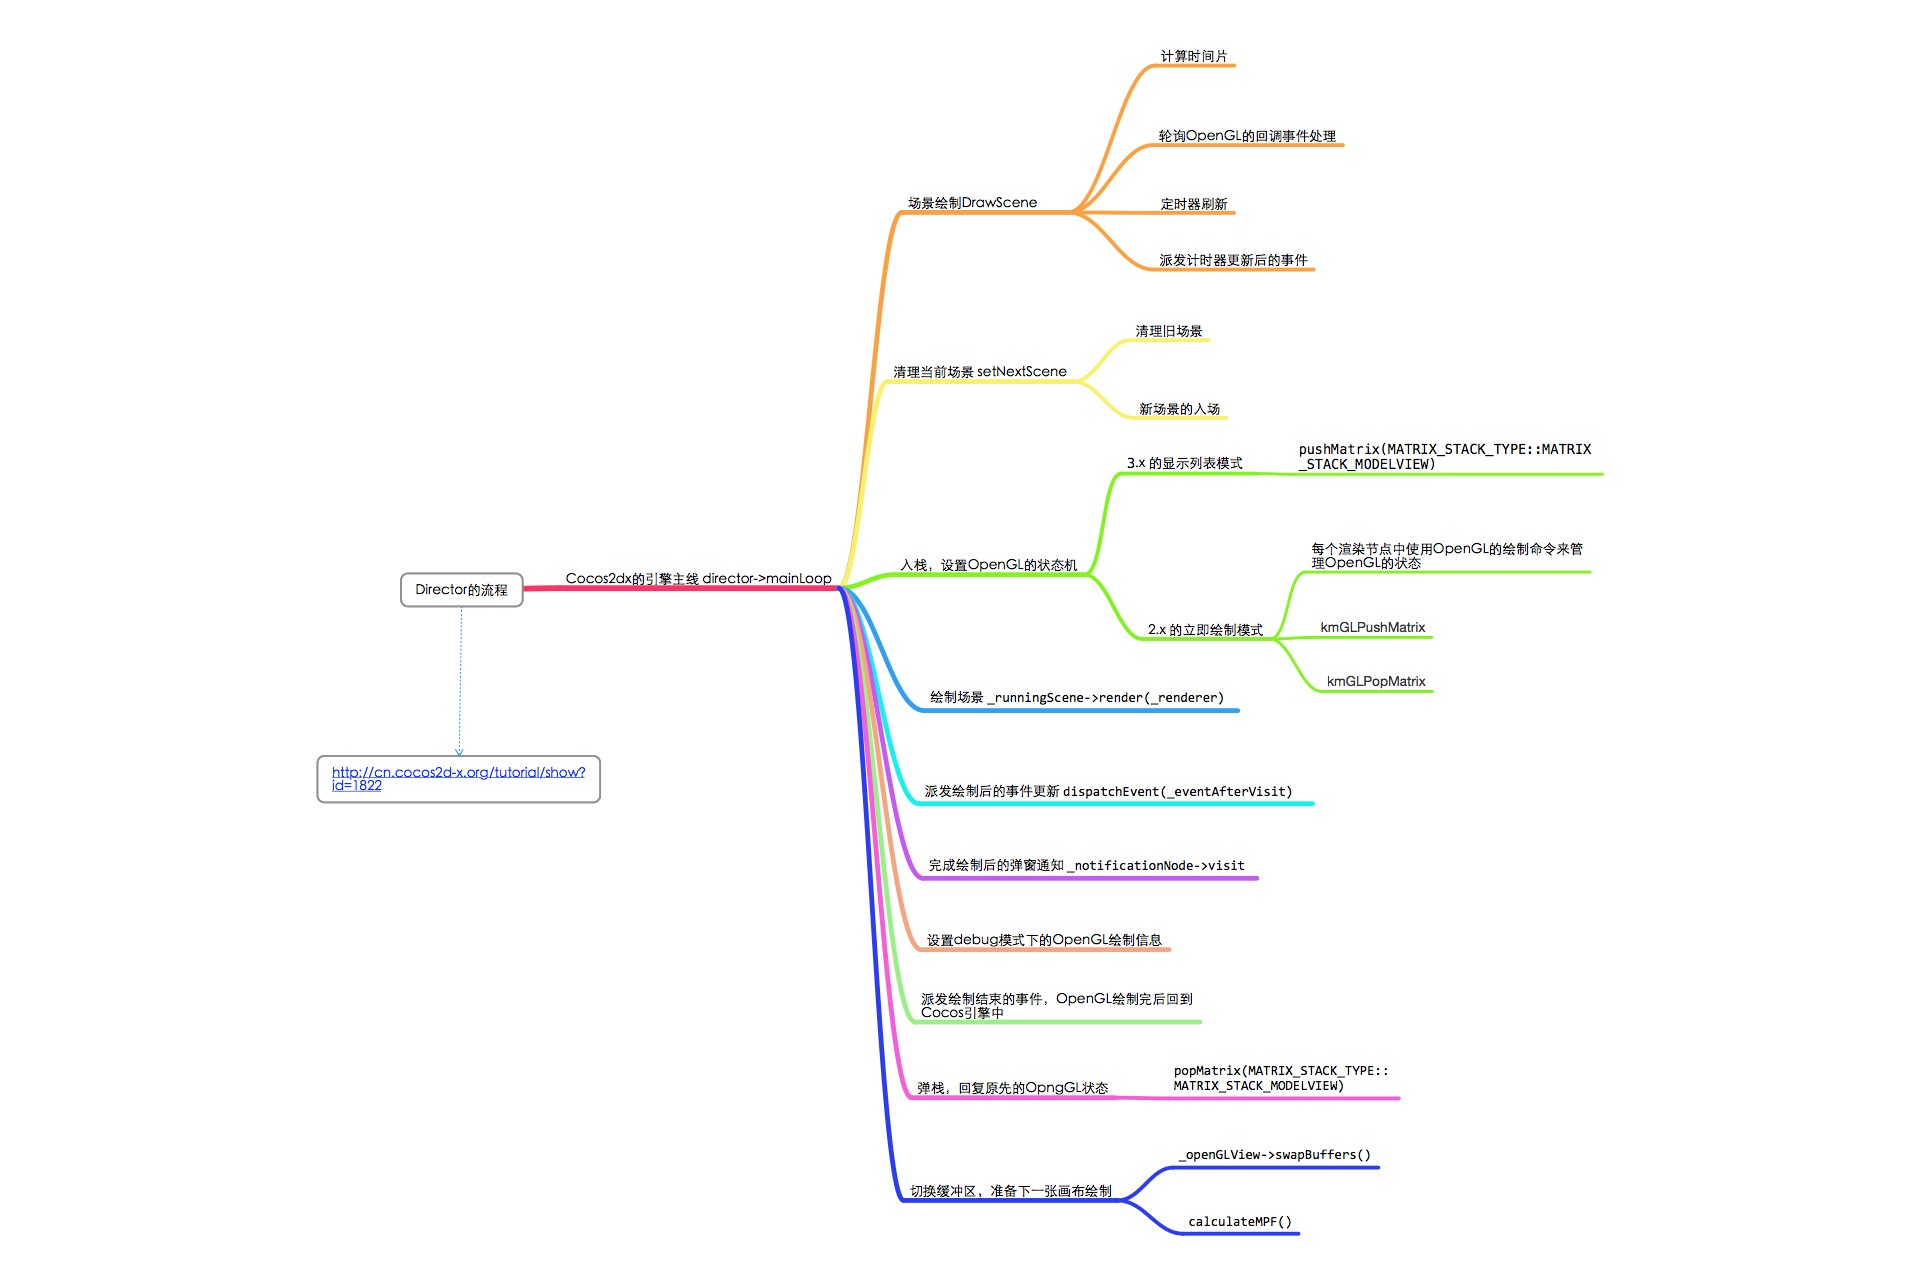 Director的流程
http://cn.cocos2d-x.org/tutorial/show?
id=1822
Cocos2dx的引擎主线 director->mainLoop
场景绘制DrawScene
计算时间片
轮询OpenGL的回调事件处理
定时器刷新
派发计时器更新后的事件
清理当前场景 setNextScene
清理旧场景
新场景的入场
入栈，设置OpenGL的状态机
3.x 的显示列表模式
pushMatrix(MATRIX_STACK_TYPE::MATRIX
_STACK_MODELVIEW)
2.x 的立即绘制模式
每个渲染节点中使用OpenGL的绘制命令来管
理OpenGL的状态
kmGLPushMatrix
kmGLPopMatrix
绘制场景 _runningScene->render(_renderer)
派发绘制后的事件更新 dispatchEvent(_eventAfterVisit)
完成绘制后的弹窗通知 _notificationNode->visit
设置debug模式下的OpenGL绘制信息
派发绘制结束的事件，OpenGL绘制完后回到
Cocos引擎中
弹栈，回复原先的OpngGL状态
popMatrix(MATRIX_STACK_TYPE::
MATRIX_STACK_MODELVIEW)
切换缓冲区，准备下一张画布绘制
_openGLView->swapBuffers()
calculateMPF()